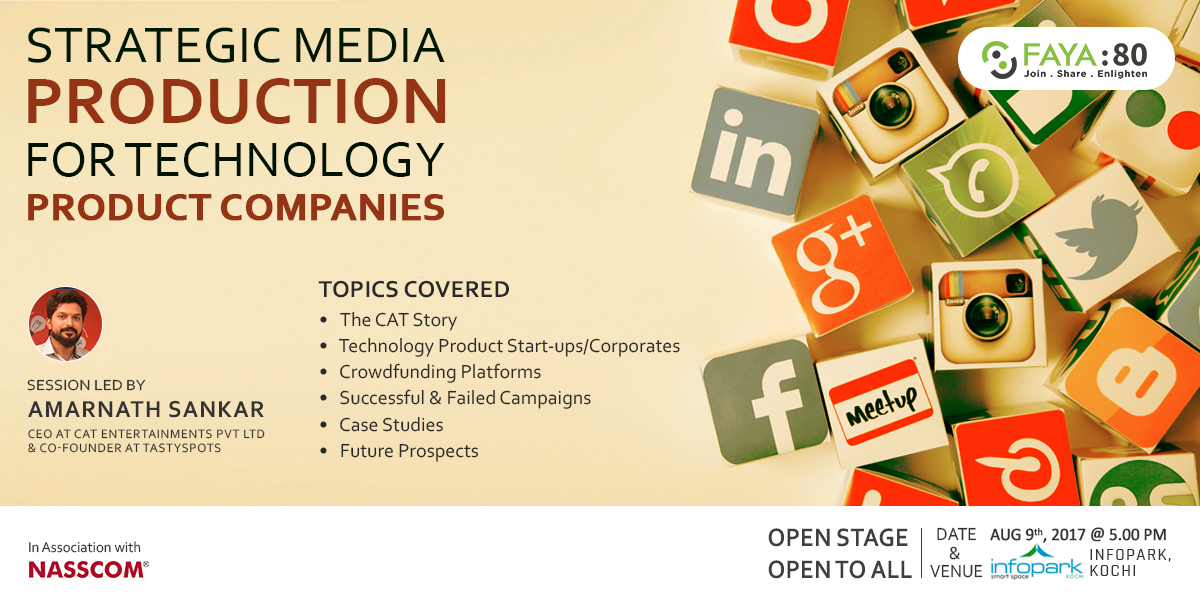 STRATEGIC MEDIA
PRODUCTION
FOR TECHNOLOGY
PRODUCT COMPANIES
FAYA:80
Join . Share . Enlighten
Insta
in
g+
Insta
f
meetup
TOPICS COVERED
• The CAT Story
• Technology Product Start-ups/Corporates
• Crowdfunding Platforms
• Successful & Failed Campaigns
• Case Studies
• Future Prospects
SESSION LED BY
AMARNATH SANKAR
CEO AT CAT ENTERTAINMENTS PVT LTD
& CO-FOUNDER AT TASTYSPOTS
In Association with
NASSCOM®
OPEN STAGE
OPEN TO ALL
DATE
&
VENUE
AUG 9th, 2017 @ 5.00 PM
infopark
smart space KOCHI
INFOPARK,
KOCHI